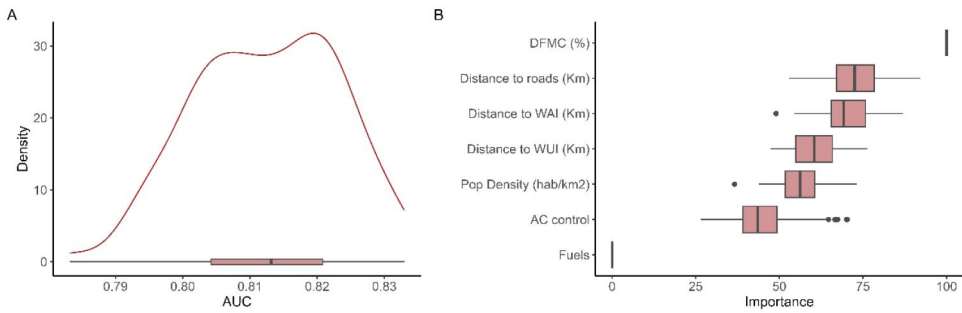 A
30
20
10
0
Density
0.79 0.80 0.81 0.82 0.83
AUC
B
DFMC (%)
Distance to roads (Km)
Distance to WAI (Km)
Distance to WUI (Km)
Pop Density (hab/km2)
AC control
Fuels
0 25 50 75 100
Importance